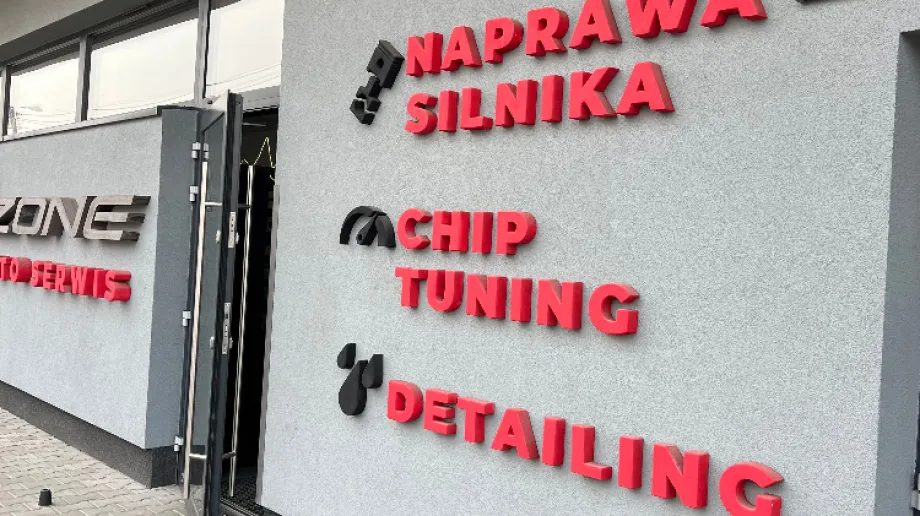 ZONE
TO SERWIS
NAPRAWA
SILNIKA
CHIP
TUNING
DETAILING